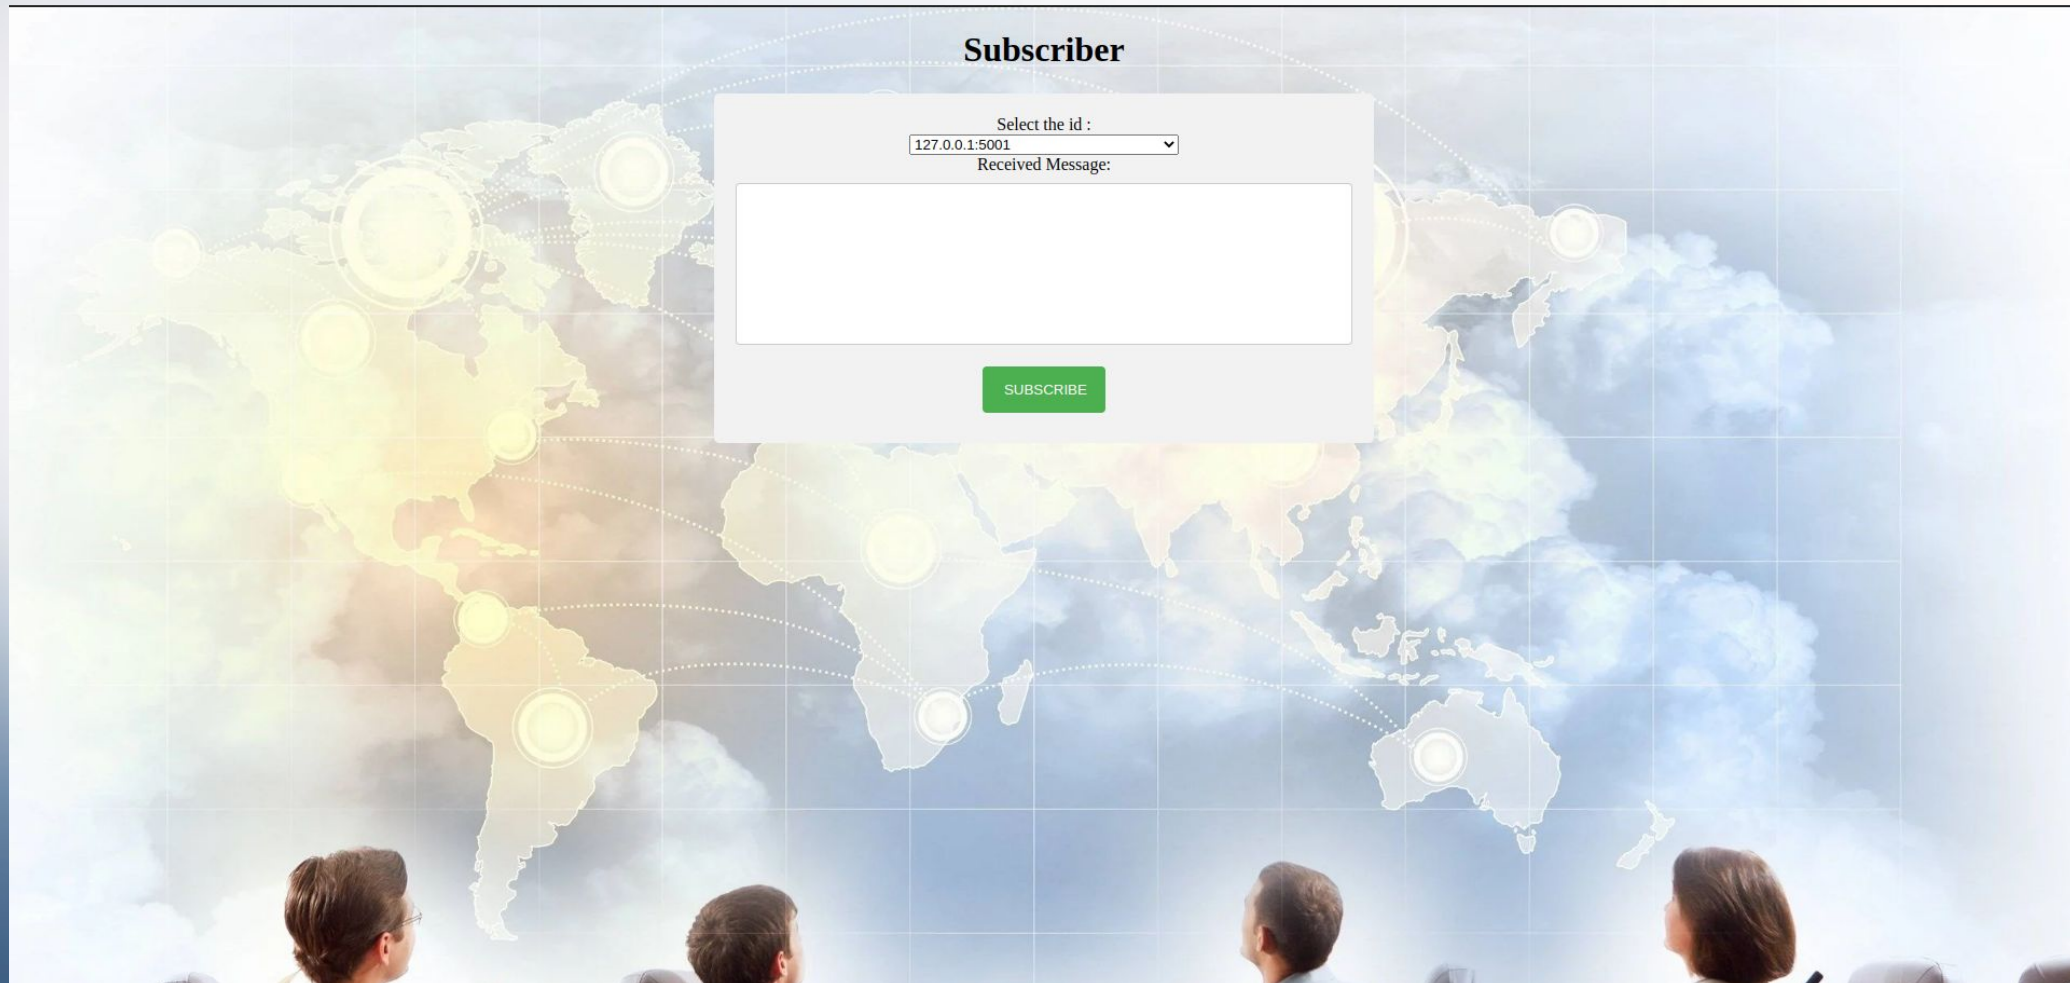 Subscriber
Select the id :
127.0.0.1:5001
Received Message:
SUBSCRIBE